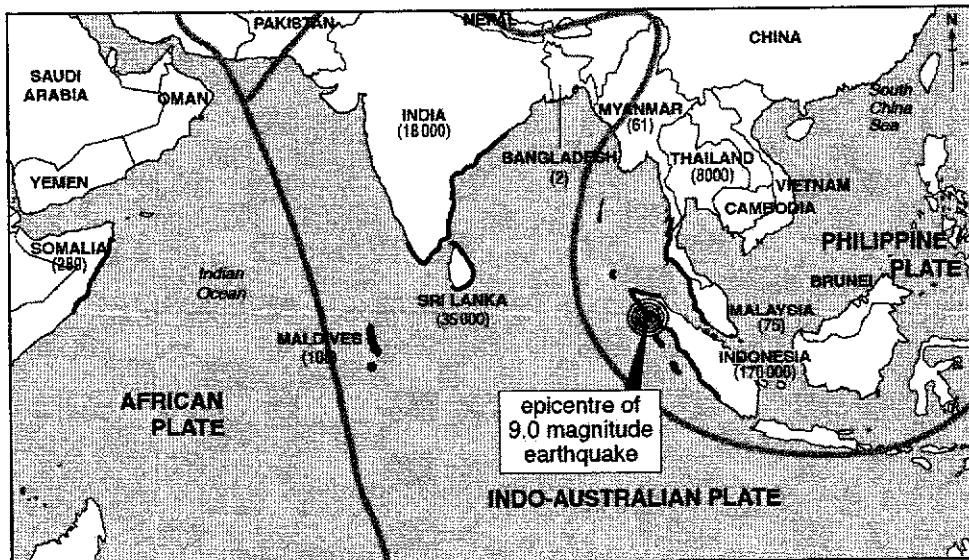 PAKISTAN
NEPAL
CHINA
N
SAUDI
ARABIA
OMAN
INDIA
(18 000)
MYANMAR
(61)
South
China
Sea
BANGLADESH
(2)
THAILAND
(8000)
YEMEN
VIETNAM
CAMBODIA
SOMALIA
PHILIPPINE
PLATE
Indian
Ocean
BRUNEI
SRI LANKA
(35 000)
MALAYSIA
(75)
MALDIVES
INDONESIA
(170 000)
AFRICAN
PLATE
epicentre of
9.0 magnitude
earthquake
INDO-AUSTRALIAN PLATE